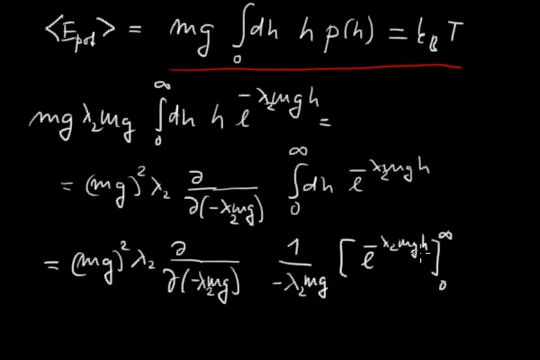 ⟨E_pot⟩ = mg ∫₀ dh h p(h) = k_B T
mg λ₂ mg ∫₀^∞ dh h e^{-λ₂mgh} =
= (mg)² λ₂ ∂/∂(-λ₂mg) ∫₀^∞ dh e^{-λ₂mgh}
= (mg)² λ₂ ∂/∂(-λ₂mg) 1/(-λ₂mg) [e^{-λ₂mgh}]₀^∞